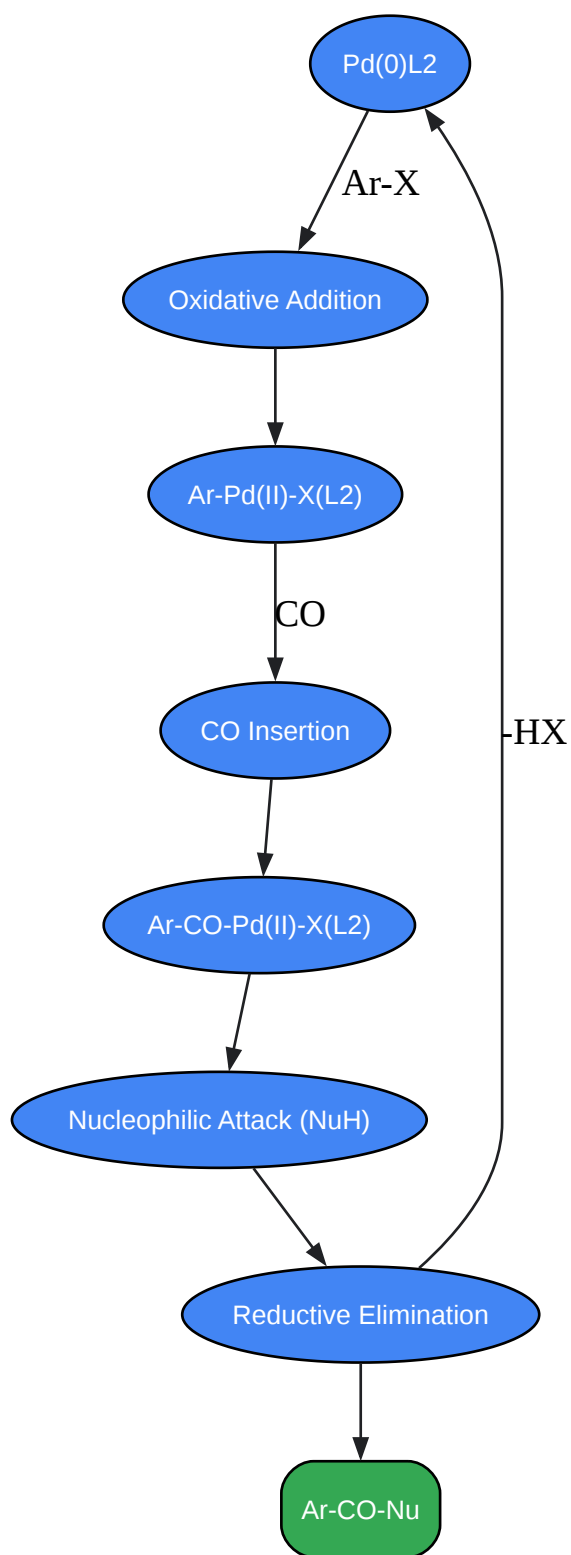 Pd(0)L2
Ar-X
Oxidative Addition
Ar-Pd(II)-X(L2)
CO
CO Insertion
-HX
Ar-CO-Pd(II)-X(L2)
Nucleophilic Attack (NuH)
Reductive Elimination
Ar-CO-Nu